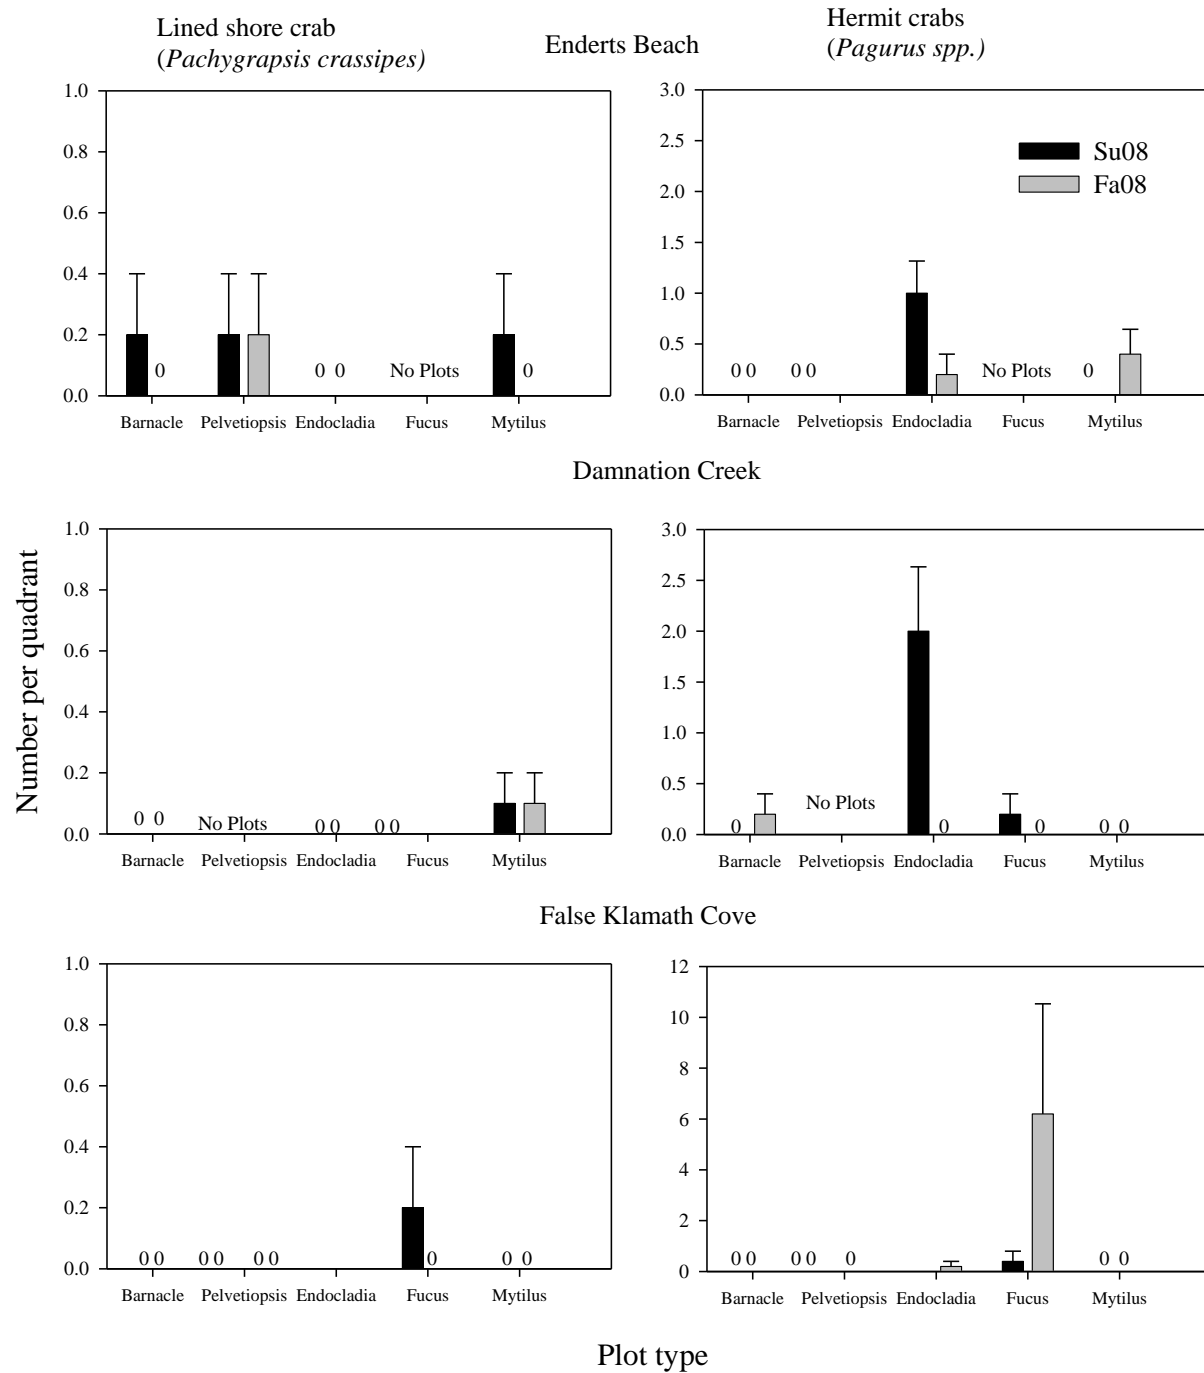 Lined shore crab
(Pachygrapsis crassipes)
Enderts Beach
Hermit crabs
(Pagurus spp.)
1.0
0.8
0.6
0.4
0.2
0.0
0
0 0
No Plots
0
Barnacle Pelvetiopsis Endocladia Fucus Mytilus
3.0
2.5
2.0
1.5
1.0
0.5
0.0
Su08
Fa08
0 0
0 0
No Plots
0
Barnacle Pelvetiopsis Endocladia Fucus Mytilus
Damnation Creek
Number per quadrant
1.0
0.8
0.6
0.4
0.2
0.0
0 0
No Plots
0 0
0 0
Barnacle Pelvetiopsis Endocladia Fucus Mytilus
3.0
2.5
2.0
1.5
1.0
0.5
0.0
0
No Plots
0
0
0 0
Barnacle Pelvetiopsis Endocladia Fucus Mytilus
False Klamath Cove
1.0
0.8
0.6
0.4
0.2
0.0
0 0
0 0
0 0
0
0 0
Barnacle Pelvetiopsis Endocladia Fucus Mytilus
12
10
8
6
4
2
0
0 0
0 0
0
0 0
Barnacle Pelvetiopsis Endocladia Fucus Mytilus
Plot type